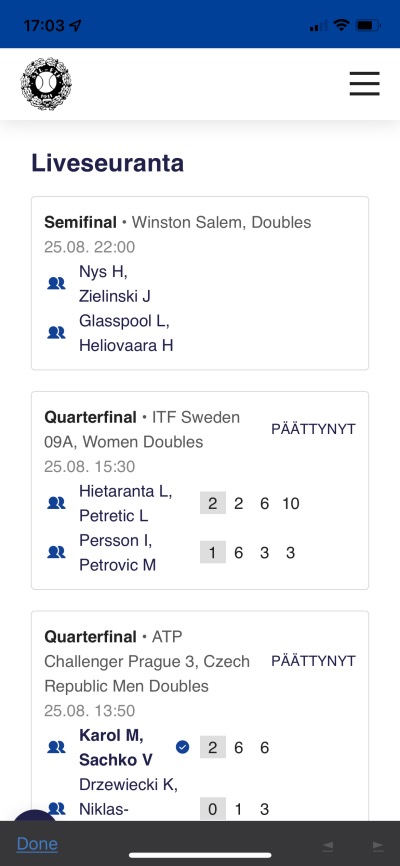 17:03
Liveseuranta
Semifinal • Winston Salem, Doubles
25.08. 22:00
Nys H,
Zielinski J
Glasspool L,
Heliovaara H
Quarterfinal • ITF Sweden
09A, Women Doubles
PÄÄTTYNYT
25.08. 15:30
Hietaranta L,
Petretic L
2 2 6 10
Persson I,
Petrovic M
1 6 3 3
Quarterfinal • ATP
Challenger Prague 3, Czech
Republic Men Doubles
PÄÄTTYNYT
25.08. 13:50
Karol M,
Sachko V
2 6 6
Drzewiecki K,
Niklas-
0 1 3
Done